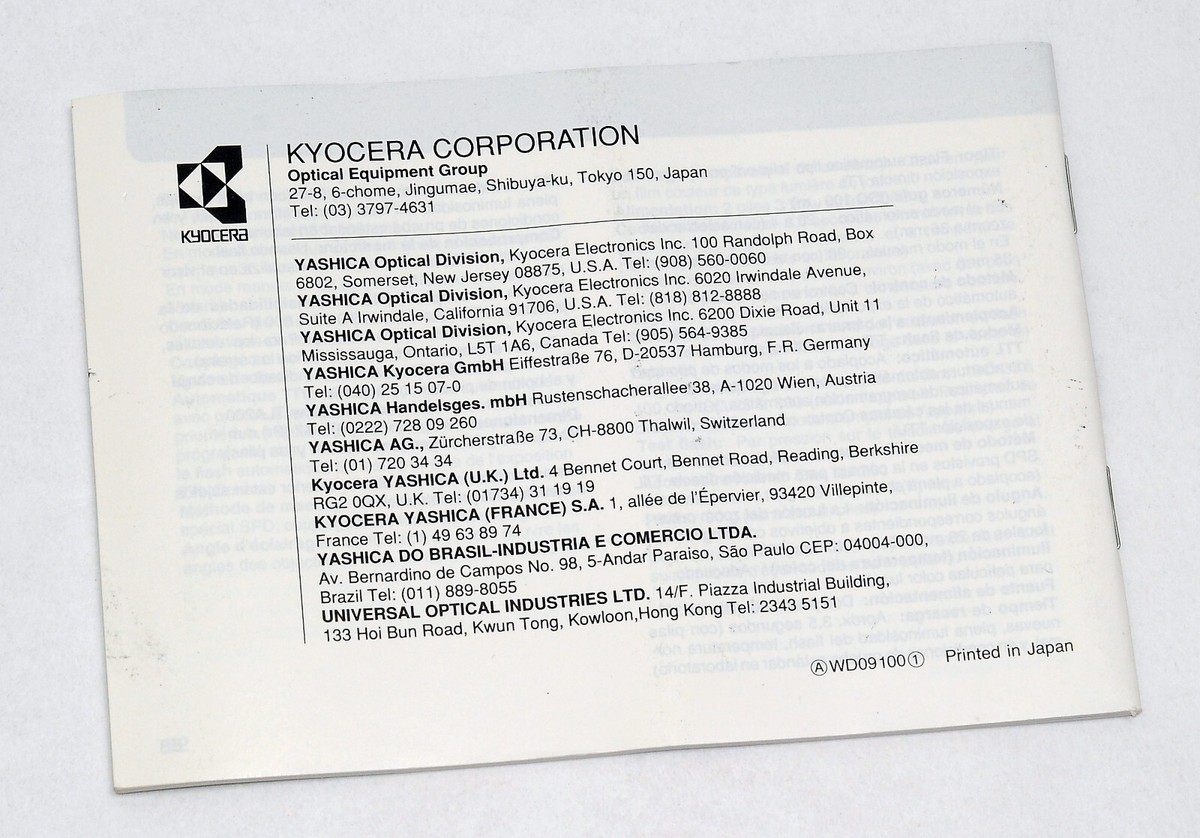 KYOCERA
KYOCERA CORPORATION
Optical Equipment Group
27-8, 6-chome, Jingumae, Shibuya-ku, Tokyo 150, Japan
Tel: (03) 3797-4631
YASHICA Optical Division, Kyocera Electronics Inc. 100 Randolph Road, Box
6802, Somerset, New Jersey 08875, U.S.A. Tel: (908) 560-0060
YASHICA Optical Division, Kyocera Electronics Inc. 6020 Irwindale Avenue,
Suite A Irwindale, California 91706, U.S.A. Tel: (818) 812-8888
YASHICA Optical Division, Kyocera Electronics Inc. 6200 Dixie Road, Unit 11
Mississauga, Ontario, L5T 1A6, Canada Tel: (905) 564-9385
YASHICA Kyocera GmbH Eiffestraße 76, D-20537 Hamburg, F.R. Germany
Tel: (040) 25 15 07-0
YASHICA Handelsges. mbH Rustenschacherallee 38, A-1020 Wien, Austria
Tel: (0222) 728 09 260
YASHICA AG., Zürcherstraße 73, CH-8800 Thalwil, Switzerland
Tel: (01) 720 34 34
Kyocera YASHICA (U.K.) Ltd. 4 Bennet Court, Bennet Road, Reading, Berkshire
RG2 0QX, U.K. Tel: (01734) 31 19 19
KYOCERA YASHICA (FRANCE) S.A. 1, allée de l'Épervier, 93420 Villepinte,
France Tel: (1) 49 63 89 74
YASHICA DO BRASIL-INDUSTRIA E COMERCIO LTDA.
Av. Bernardino de Campos No. 98, 5-Andar Paraiso, São Paulo CEP: 04004-000,
Brazil Tel: (011) 889-8055
UNIVERSAL OPTICAL INDUSTRIES LTD. 14/F. Piazza Industrial Building,
133 Hoi Bun Road, Kwun Tong, Kowloon,Hong Kong Tel: 2343 5151
ⒶWD09100① Printed in Japan